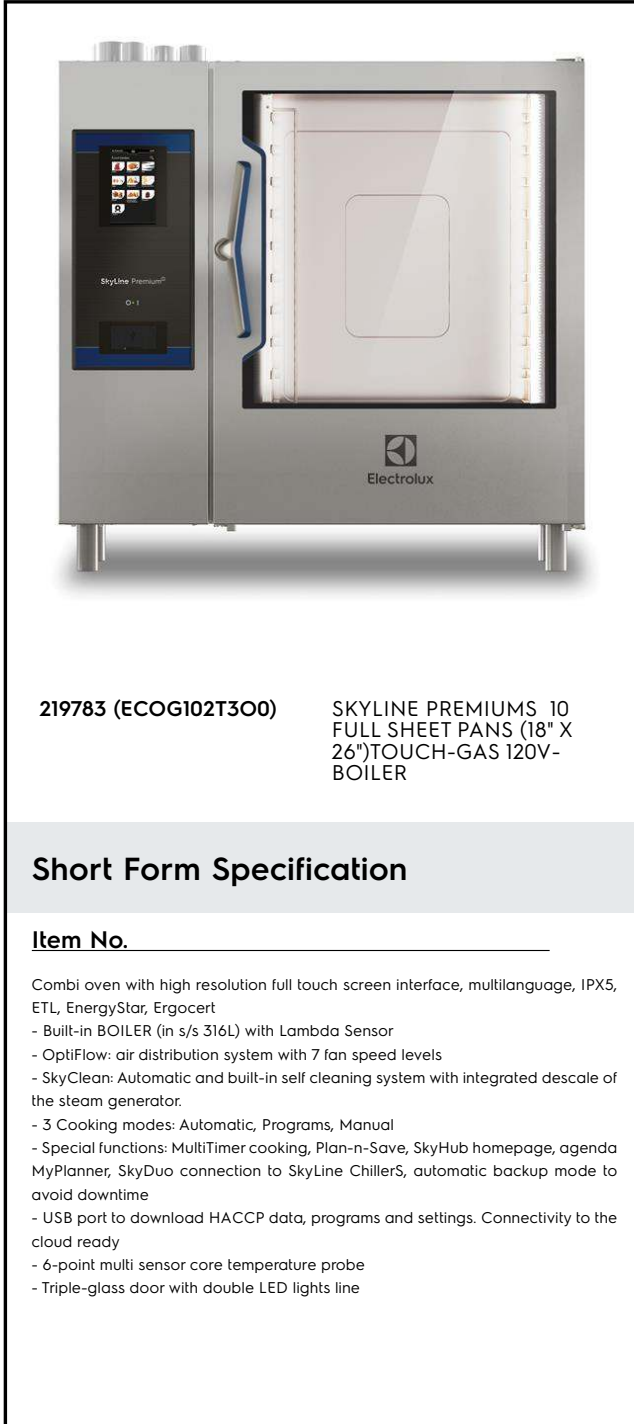 SkyLine Premium
Electrolux
219783 (ECOG102T3O0)
SKYLINE PREMIUMS 10
FULL SHEET PANS (18" X
26")TOUCH-GAS 120V-
BOILER
Short Form Specification
Item No.
Combi oven with high resolution full touch screen interface, multilanguage, IPX5,
ETL, EnergyStar, Ergocert
- Built-in BOILER (in s/s 316L) with Lambda Sensor
- OptiFlow: air distribution system with 7 fan speed levels
- SkyClean: Automatic and built-in self cleaning system with integrated descale of
the steam generator.
- 3 Cooking modes: Automatic, Programs, Manual
- Special functions: MultiTimer cooking, Plan-n-Save, SkyHub homepage, agenda
MyPlanner, SkyDuo connection to SkyLine ChillerS, automatic backup mode to
avoid downtime
- USB port to download HACCP data, programs and settings. Connectivity to the
cloud ready
- 6-point multi sensor core temperature probe
- Triple-glass door with double LED lights line